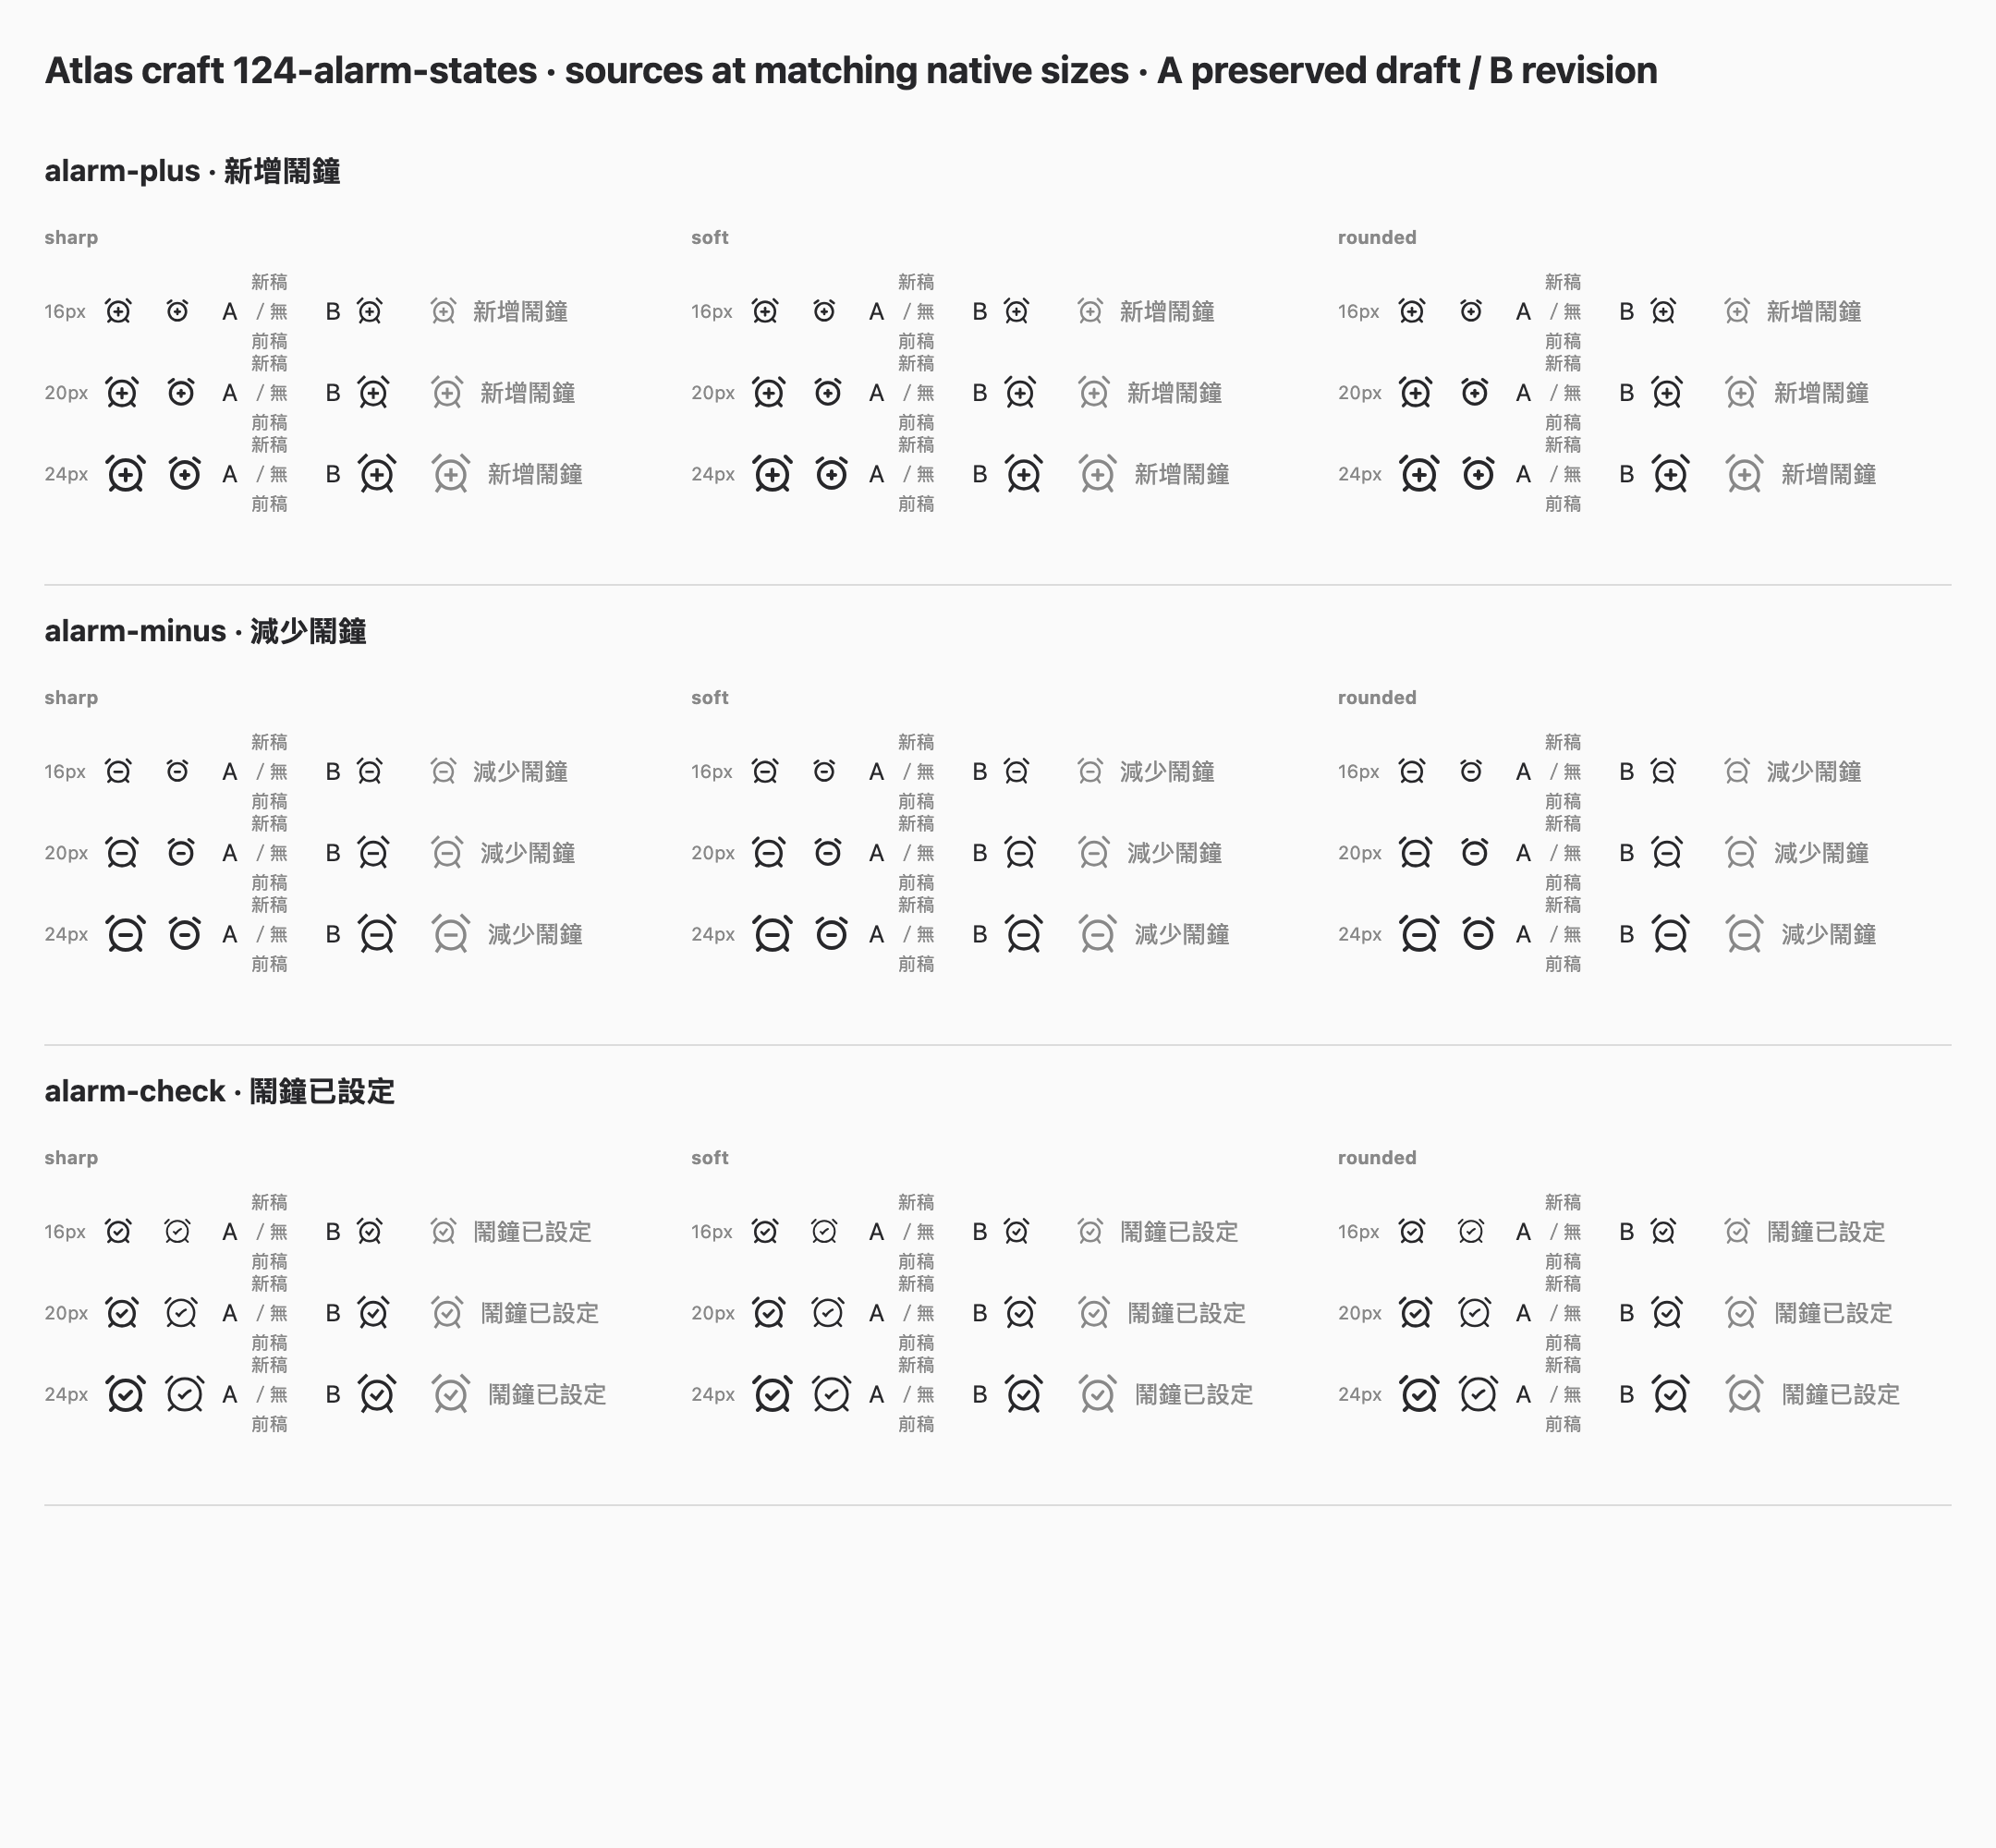 Atlas craft 124-alarm-states · sources at matching native sizes · A preserved draft / B revision
alarm-plus · 新增鬧鐘
sharp
16px A 新稿 / 無 前稿 B 新增鬧鐘
20px A 新稿 / 無 前稿 B 新增鬧鐘
24px A 新稿 / 無 前稿 B 新增鬧鐘
soft
16px A 新稿 / 無 前稿 B 新增鬧鐘
20px A 新稿 / 無 前稿 B 新增鬧鐘
24px A 新稿 / 無 前稿 B 新增鬧鐘
rounded
16px A 新稿 / 無 前稿 B 新增鬧鐘
20px A 新稿 / 無 前稿 B 新增鬧鐘
24px A 新稿 / 無 前稿 B 新增鬧鐘
alarm-minus · 減少鬧鐘
sharp
16px A 新稿 / 無 前稿 B 減少鬧鐘
20px A 新稿 / 無 前稿 B 減少鬧鐘
24px A 新稿 / 無 前稿 B 減少鬧鐘
soft
16px A 新稿 / 無 前稿 B 減少鬧鐘
20px A 新稿 / 無 前稿 B 減少鬧鐘
24px A 新稿 / 無 前稿 B 減少鬧鐘
rounded
16px A 新稿 / 無 前稿 B 減少鬧鐘
20px A 新稿 / 無 前稿 B 減少鬧鐘
24px A 新稿 / 無 前稿 B 減少鬧鐘
alarm-check · 鬧鐘已設定
sharp
16px A 新稿 / 無 前稿 B 鬧鐘已設定
20px A 新稿 / 無 前稿 B 鬧鐘已設定
24px A 新稿 / 無 前稿 B 鬧鐘已設定
soft
16px A 新稿 / 無 前稿 B 鬧鐘已設定
20px A 新稿 / 無 前稿 B 鬧鐘已設定
24px A 新稿 / 無 前稿 B 鬧鐘已設定
rounded
16px A 新稿 / 無 前稿 B 鬧鐘已設定
20px A 新稿 / 無 前稿 B 鬧鐘已設定
24px A 新稿 / 無 前稿 B 鬧鐘已設定